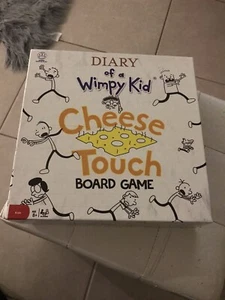 DIARY
of a
Wimpy Kid®
Cheese
Touch
BOARD GAME